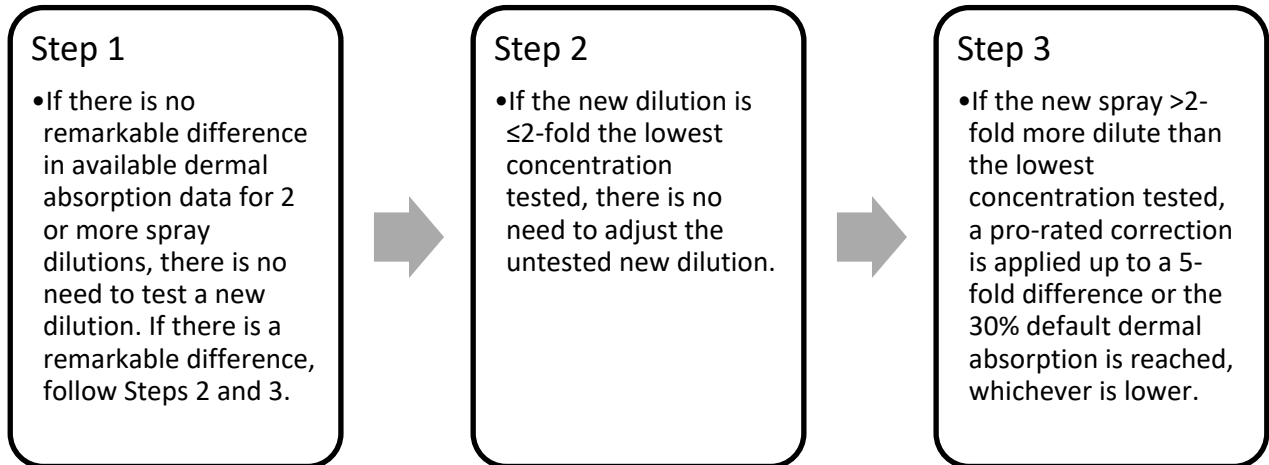 Step 1
•If there is no
remarkable difference
in available dermal
absorption data for 2
or more spray
dilutions, there is no
need to test a new
dilution. If there is a
remarkable difference,
follow Steps 2 and 3.
Step 2
•If the new dilution is
≤2-fold the lowest
concentration
tested, there is no
need to adjust the
untested new dilution.
Step 3
•If the new spray >2-
fold more dilute than
the lowest
concentration tested,
a pro-rated correction
is applied up to a 5-
fold difference or the
30% default dermal
absorption is reached,
whichever is lower.